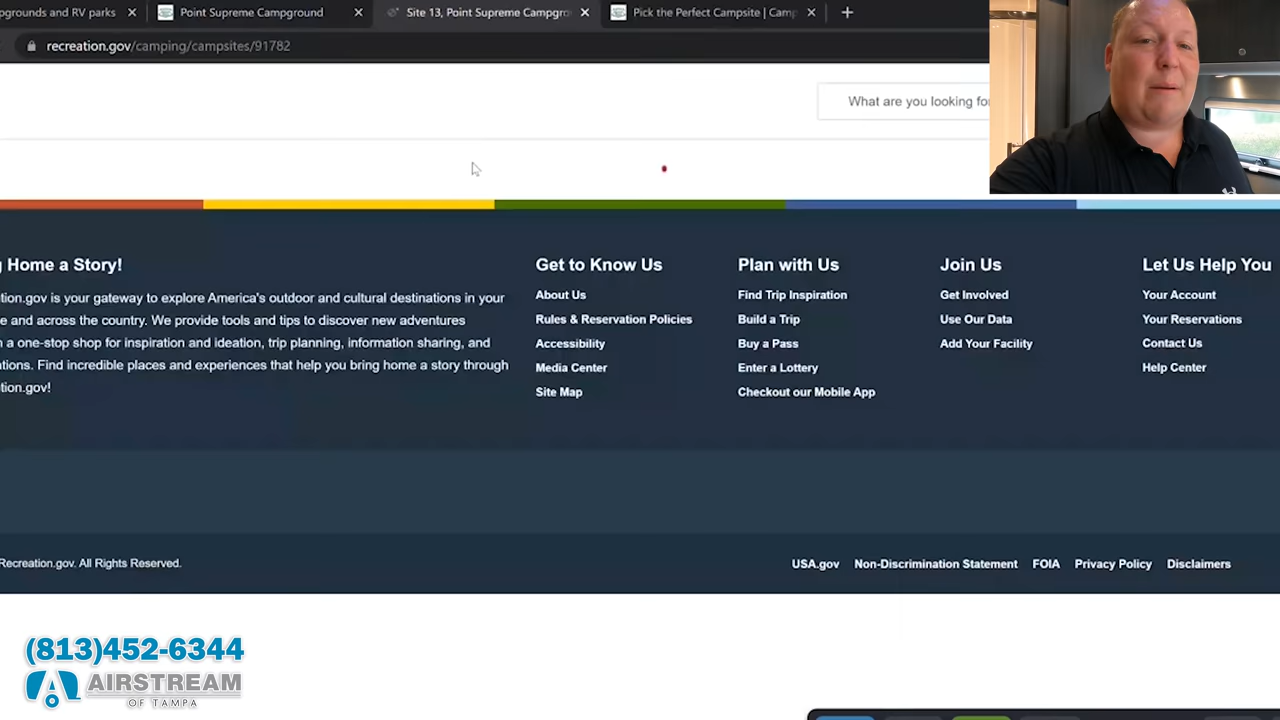 pgrounds and RV parks
Point Supreme Campground
Site 13, Point Supreme Campgro
Pick the Perfect Campsite | Camp
recreation.gov/camping/campsites/91782
What are you looking for
g Home a Story!
tion.gov is your gateway to explore America's outdoor and cultural destinations in your
e and across the country. We provide tools and tips to discover new adventures
h a one-stop shop for inspiration and ideation, trip planning, information sharing, and
ations. Find incredible places and experiences that help you bring home a story through
ction.gov!
Get to Know Us
About Us
Rules & Reservation Policies
Accessibility
Media Center
Site Map
Plan with Us
Find Trip Inspiration
Build a Trip
Buy a Pass
Enter a Lottery
Checkout our Mobile App
Join Us
Get Involved
Use Our Data
Add Your Facility
Let Us Help You
Your Account
Your Reservations
Contact Us
Help Center
Recreation.gov. All Rights Reserved.
USA.gov Non-Discrimination Statement FOIA Privacy Policy Disclaimers
(813)452-6344
AIRSTREAM
OF TAMPA